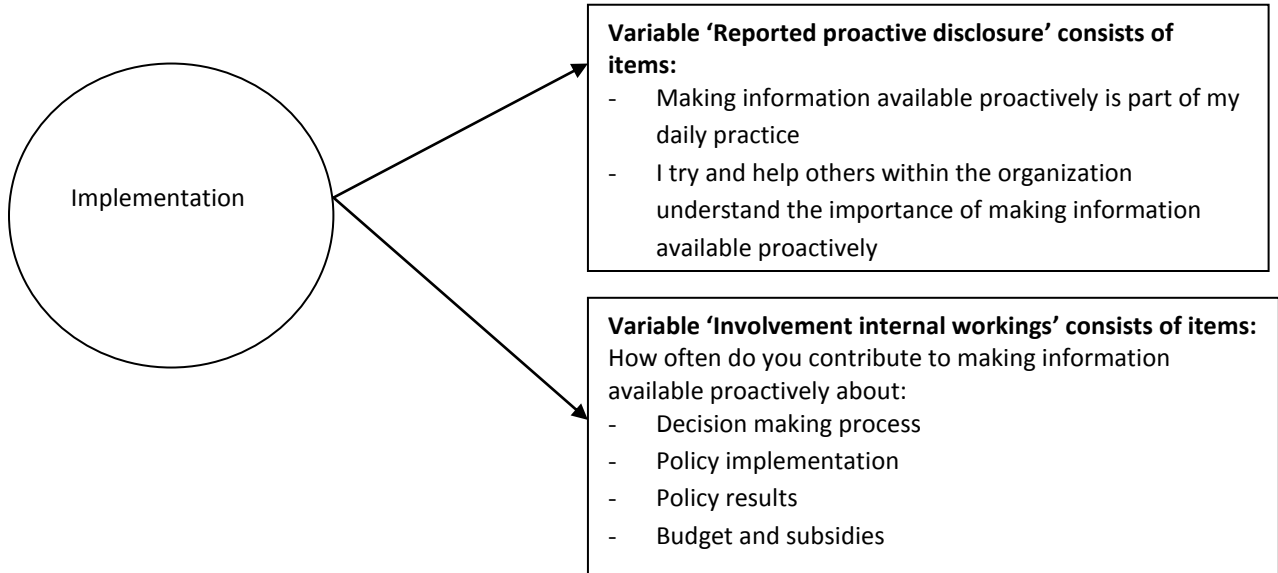 Implementation
Variable ‘Reported proactive disclosure’ consists of
items:
- Making information available proactively is part of my
daily practice
- I try and help others within the organization
understand the importance of making information
available proactively
Variable ‘Involvement internal workings’ consists of items:
How often do you contribute to making information
available proactively about:
- Decision making process
- Policy implementation
- Policy results
- Budget and subsidies